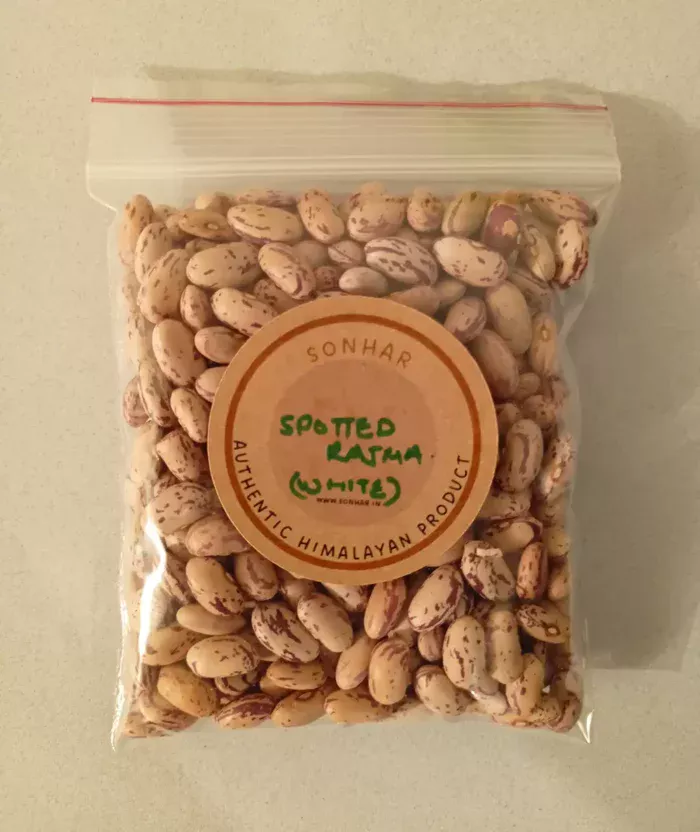 SONHAR
SPOTTED
RAJMA
(WHITE)
WWW.SONHAR.IN
AUTHENTIC HIMALAYAN PRODUCT